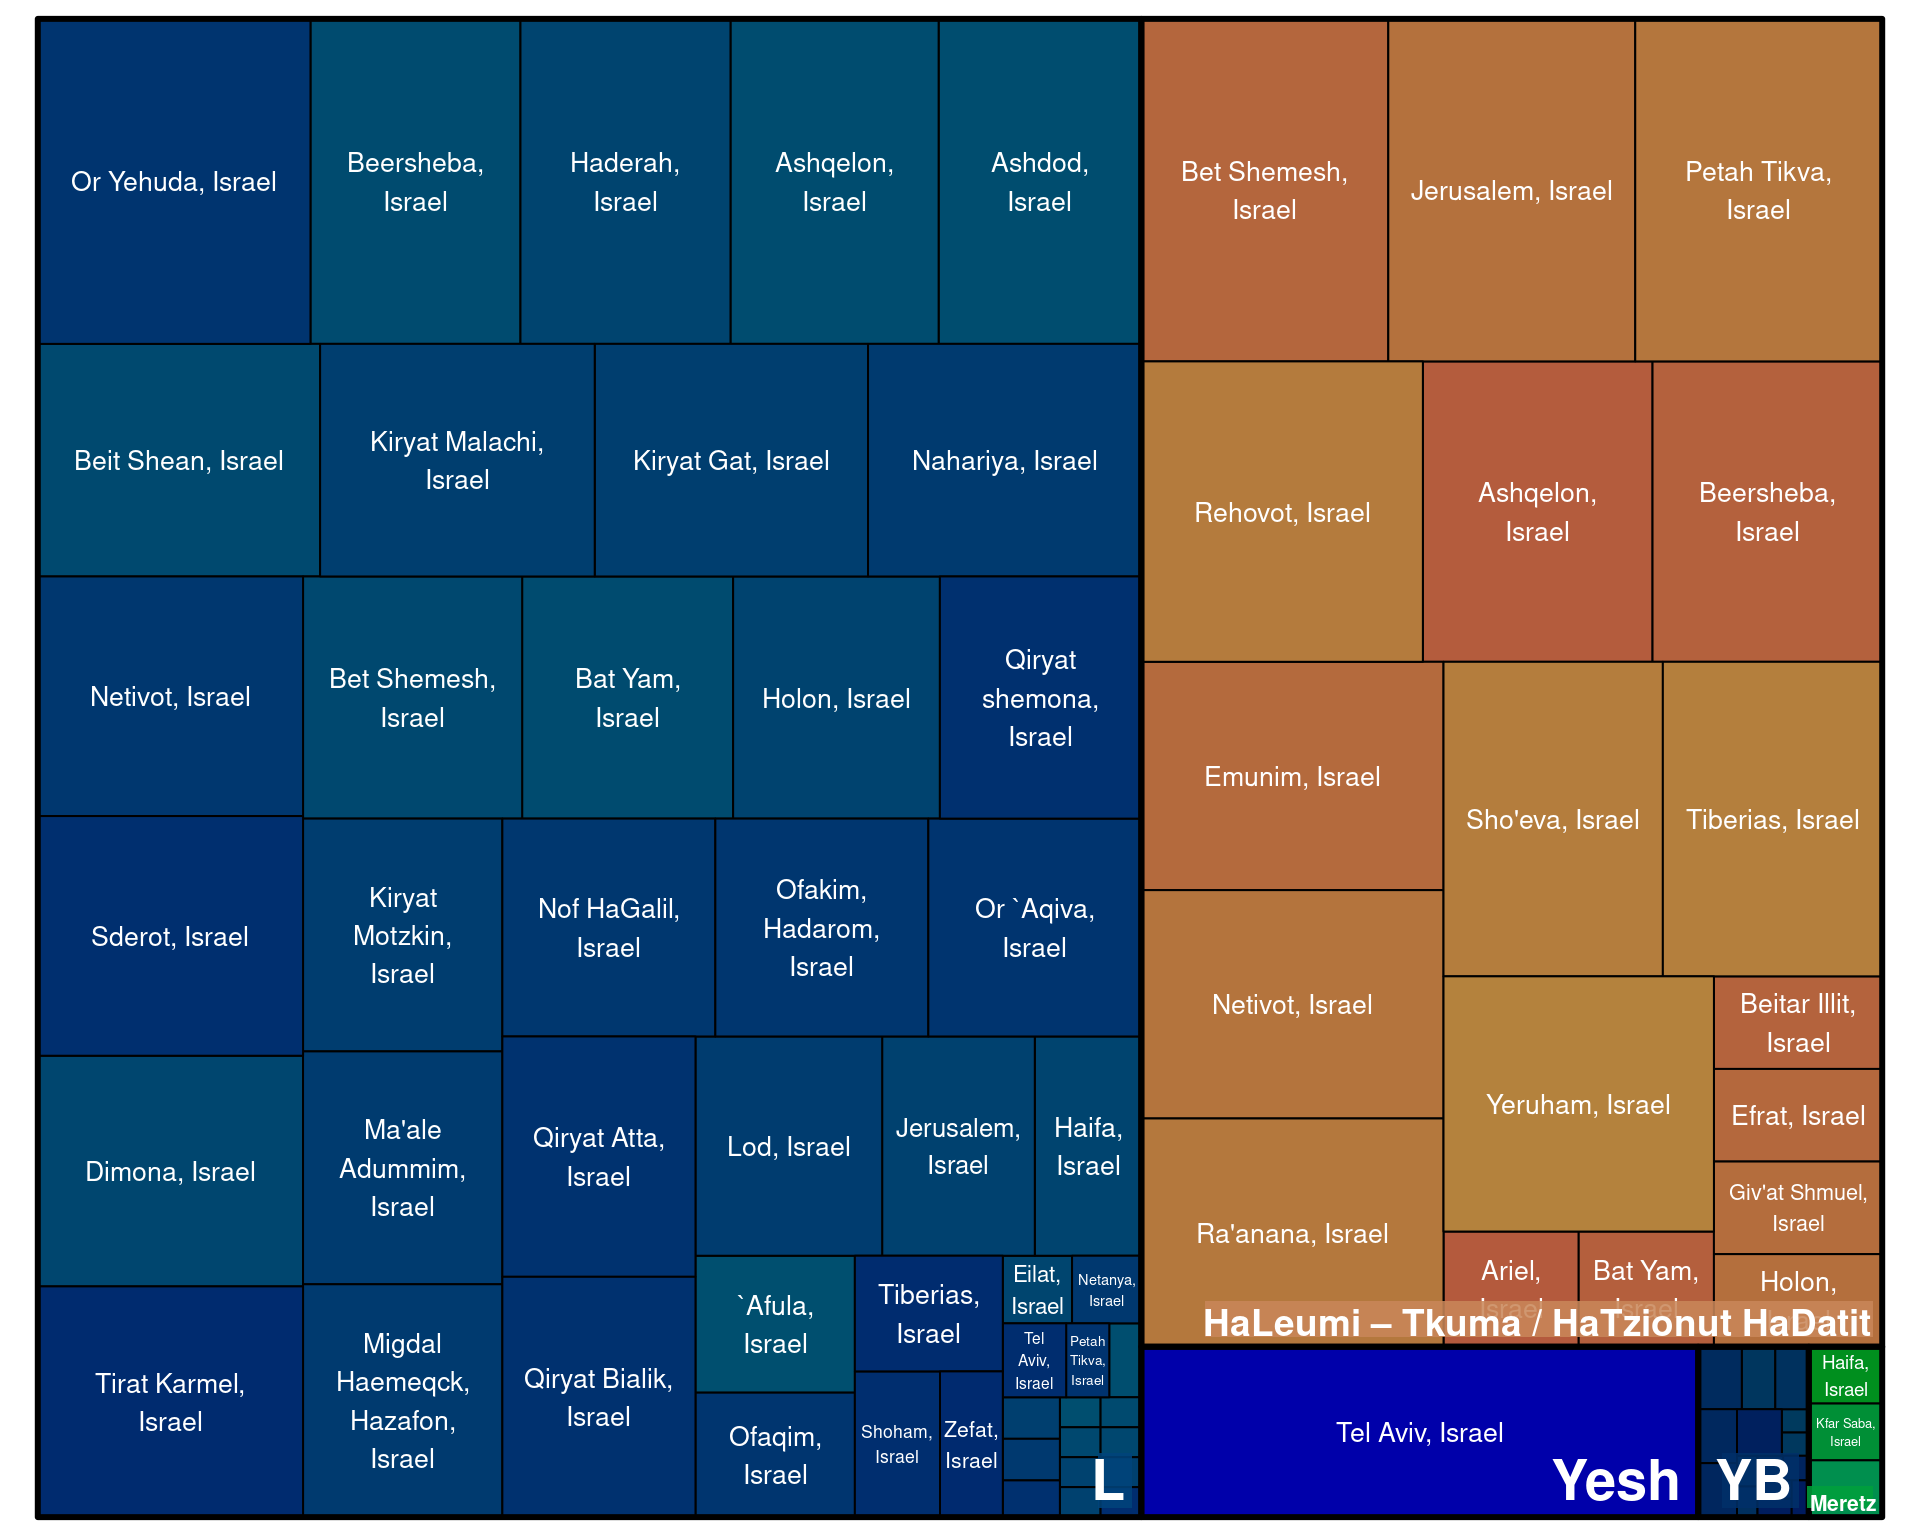 Or Yehuda, Israel
Beersheba,
Israel
Haderah,
Israel
Ashqelon,
Israel
Ashdod,
Israel
Beit Shean, Israel
Kiryat Malachi,
Israel
Kiryat Gat, Israel
Nahariya, Israel
Netivot, Israel
Bet Shemesh,
Israel
Bat Yam,
Israel
Holon, Israel
Qiryat
shemona,
Israel
Sderot, Israel
Kiryat
Motzkin,
Israel
Nof HaGalil,
Israel
Ofakim,
Hadarom,
Israel
Or `Aqiva,
Israel
Dimona, Israel
Ma'ale
Adummim,
Israel
Qiryat Atta,
Israel
Lod, Israel
Jerusalem,
Israel
Haifa,
Israel
Tirat Karmel,
Israel
Migdal
Haemeqck,
Hazafon,
Israel
Qiryat Bialik,
Israel
`Afula,
Israel
Ofaqim,
Israel
Tiberias,
Israel
Shoham,
Israel
Zefat,
Israel
Eilat,
Israel
Netanya,
Israel
Tel
Aviv,
Israel
Petah
Tikva,
Israel
L
Bet Shemesh,
Israel
Jerusalem, Israel
Petah Tikva,
Israel
Rehovot, Israel
Ashqelon,
Israel
Beersheba,
Israel
Emunim, Israel
Sho'eva, Israel
Tiberias, Israel
Netivot, Israel
Yeruham, Israel
Beitar Illit,
Israel
Efrat, Israel
Giv'at Shmuel,
Israel
Ra'anana, Israel
Ariel,
Israel
Bat Yam,
Israel
Holon,
HaLeumi – Tkuma / HaTzionut HaDatit
Tel Aviv, Israel
Yesh
YB
Haifa,
Israel
Kfar Saba,
Israel
Meretz